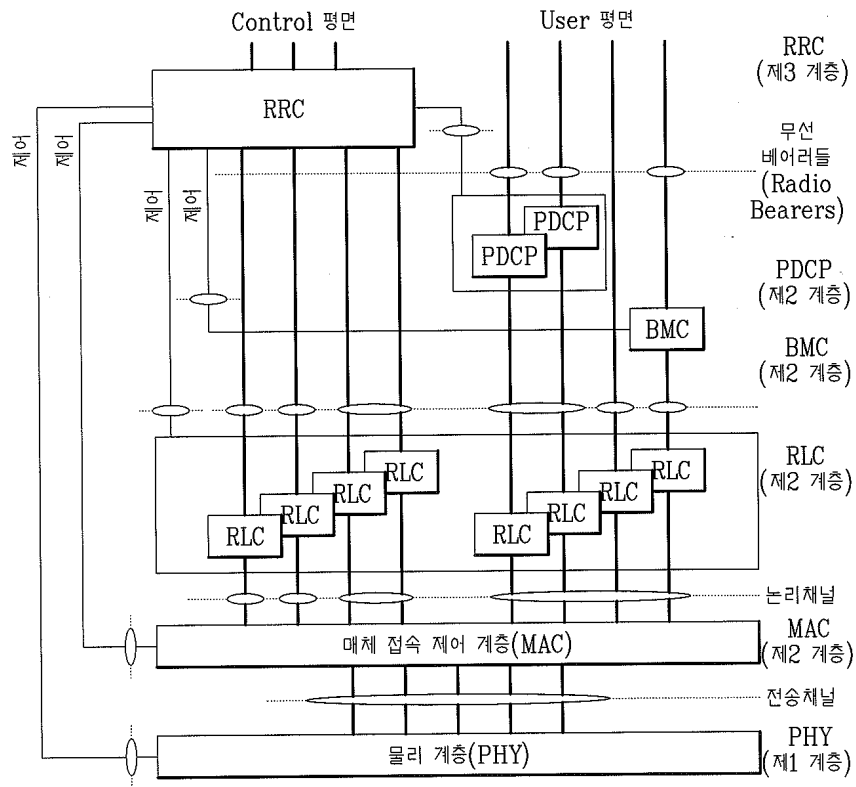 Control 평면
User 평면
RRC
(제3 계층)
RRC
제어
제어
제어
제어
무선
베어러들
(Radio
Bearers)
PDCP
PDCP
PDCP
(제2 계층)
BMC
BMC
(제2 계층)
RLC
RLC
RLC
RLC
RLC
RLC
RLC
RLC
RLC
(제2 계층)
논리채널
매체 접속 제어 계층(MAC)
MAC
(제2 계층)
전송채널
물리 계층(PHY)
PHY
(제1 계층)